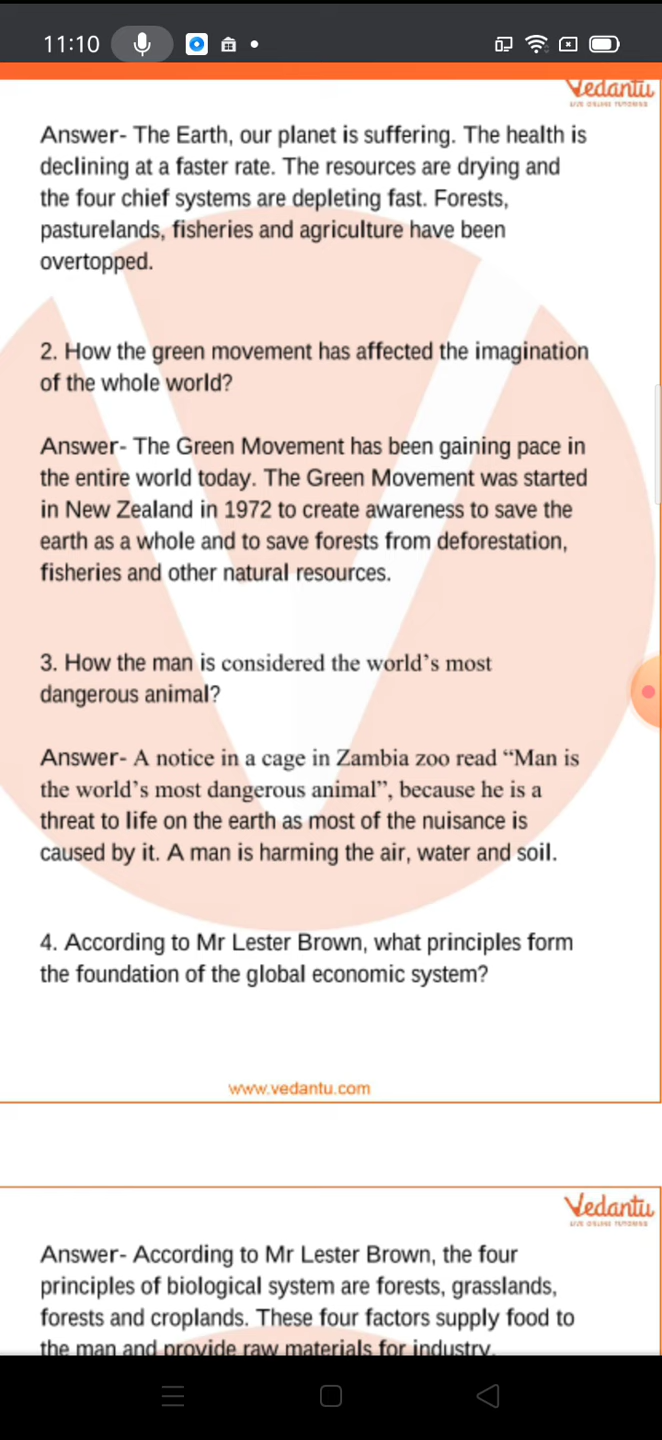 11:10
Vedantu
LIVE ONLINE TUTORING
Answer- The Earth, our planet is suffering. The health is
declining at a faster rate. The resources are drying and
the four chief systems are depleting fast. Forests,
pasturelands, fisheries and agriculture have been
overtopped.
2. How the green movement has affected the imagination
of the whole world?
Answer- The Green Movement has been gaining pace in
the entire world today. The Green Movement was started
in New Zealand in 1972 to create awareness to save the
earth as a whole and to save forests from deforestation,
fisheries and other natural resources.
3. How the man is considered the world’s most
dangerous animal?
Answer- A notice in a cage in Zambia zoo read “Man is
the world’s most dangerous animal”, because he is a
threat to life on the earth as most of the nuisance is
caused by it. A man is harming the air, water and soil.
4. According to Mr Lester Brown, what principles form
the foundation of the global economic system?
www.vedantu.com
Vedantu
LIVE ONLINE TUTORING
Answer- According to Mr Lester Brown, the four
principles of biological system are forests, grasslands,
forests and croplands. These four factors supply food to
the man and provide raw materials for industry.